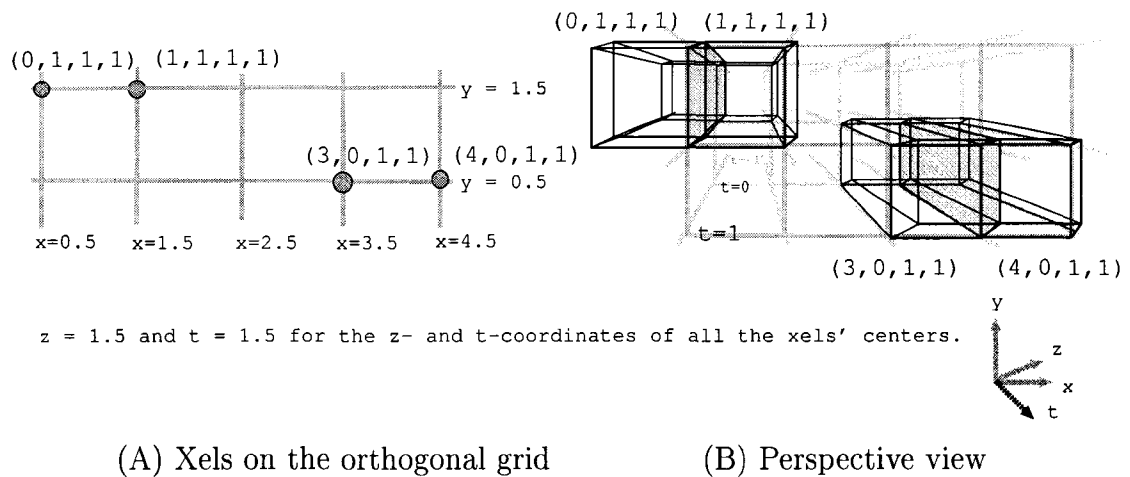 (0,1,1,1) (1,1,1,1)
y = 1.5
(3,0,1,1) (4,0,1,1)
y = 0.5
x=0.5 x=1.5 x=2.5 x=3.5 x=4.5
(0,1,1,1) (1,1,1,1)
t=0
t=1
(3,0,1,1) (4,0,1,1)
z = 1.5 and t = 1.5 for the z- and t-coordinates of all the xels' centers.
y
z
x
t
(A) Xels on the orthogonal grid
(B) Perspective view